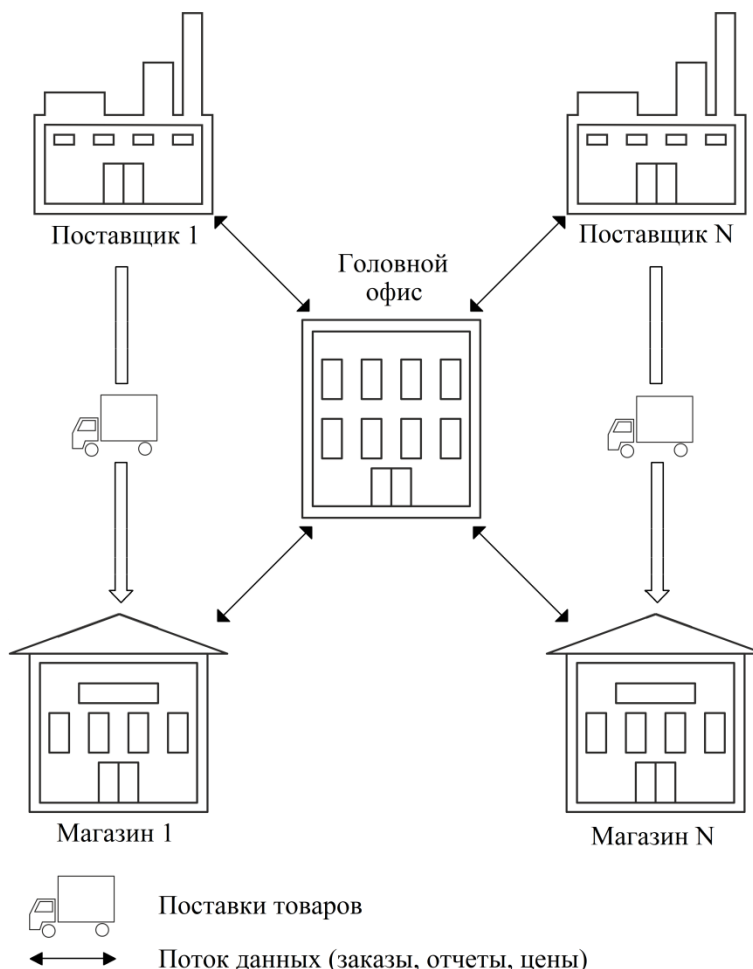 Поставщик 1
Поставщик N
Головной
офис
Магазин 1
Магазин N
Поставки товаров
Поток данных (заказы, отчеты, цены)